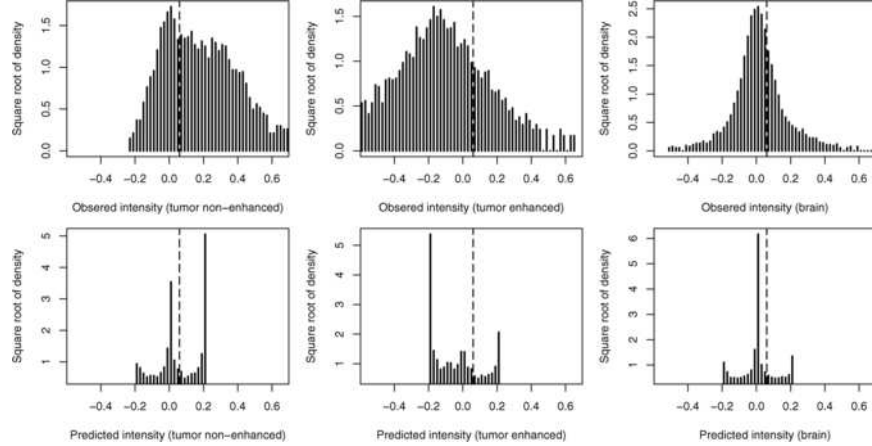 Square root of density
0.0 0.5 1.0 1.5
−0.4 −0.2 0.0 0.2 0.4 0.6
Obsered intensity (tumor non−enhanced)
Square root of density
0.0 0.5 1.0 1.5
−0.4 −0.2 0.0 0.2 0.4 0.6
Obsered intensity (tumor enhanced)
Square root of density
0.0 0.5 1.0 1.5 2.0 2.5
−0.4 −0.2 0.0 0.2 0.4 0.6
Obsered intensity (brain)
Square root of density
1 2 3 4 5
−0.4 −0.2 0.0 0.2 0.4 0.6
Predicted intensity (tumor non−enhanced)
Square root of density
1 2 3 4 5
−0.4 −0.2 0.0 0.2 0.4 0.6
Predicted intensity (tumor enhanced)
Square root of density
1 2 3 4 5 6
−0.4 −0.2 0.0 0.2 0.4 0.6
Predicted intensity (brain)